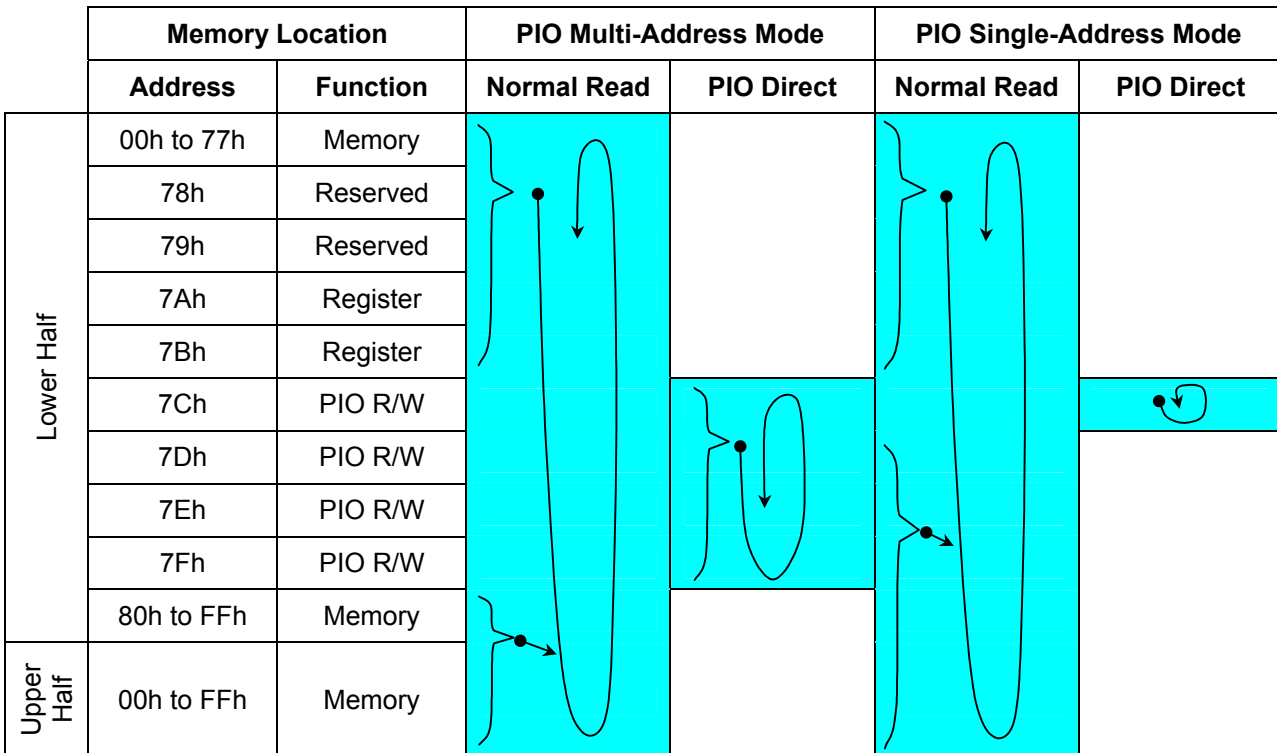 Memory Location PIO Multi-Address Mode PIO Single-Address Mode
Address Function Normal Read PIO Direct Normal Read PIO Direct
Lower Half
00h to 77h Memory
78h Reserved
79h Reserved
7Ah Register
7Bh Register
7Ch PIO R/W
7Dh PIO R/W
7Eh PIO R/W
7Fh PIO R/W
80h to FFh Memory
Upper
Half
00h to FFh Memory